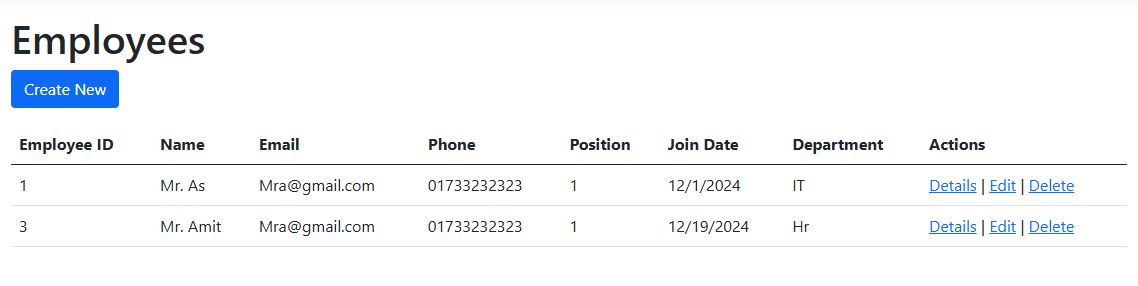 Employees
Create New
Employee ID Name Email Phone Position Join Date Department Actions
1 Mr. As Mra@gmail.com 01733232323 1 12/1/2024 IT Details | Edit | Delete
3 Mr. Amit Mra@gmail.com 01733232323 1 12/19/2024 Hr Details | Edit | Delete